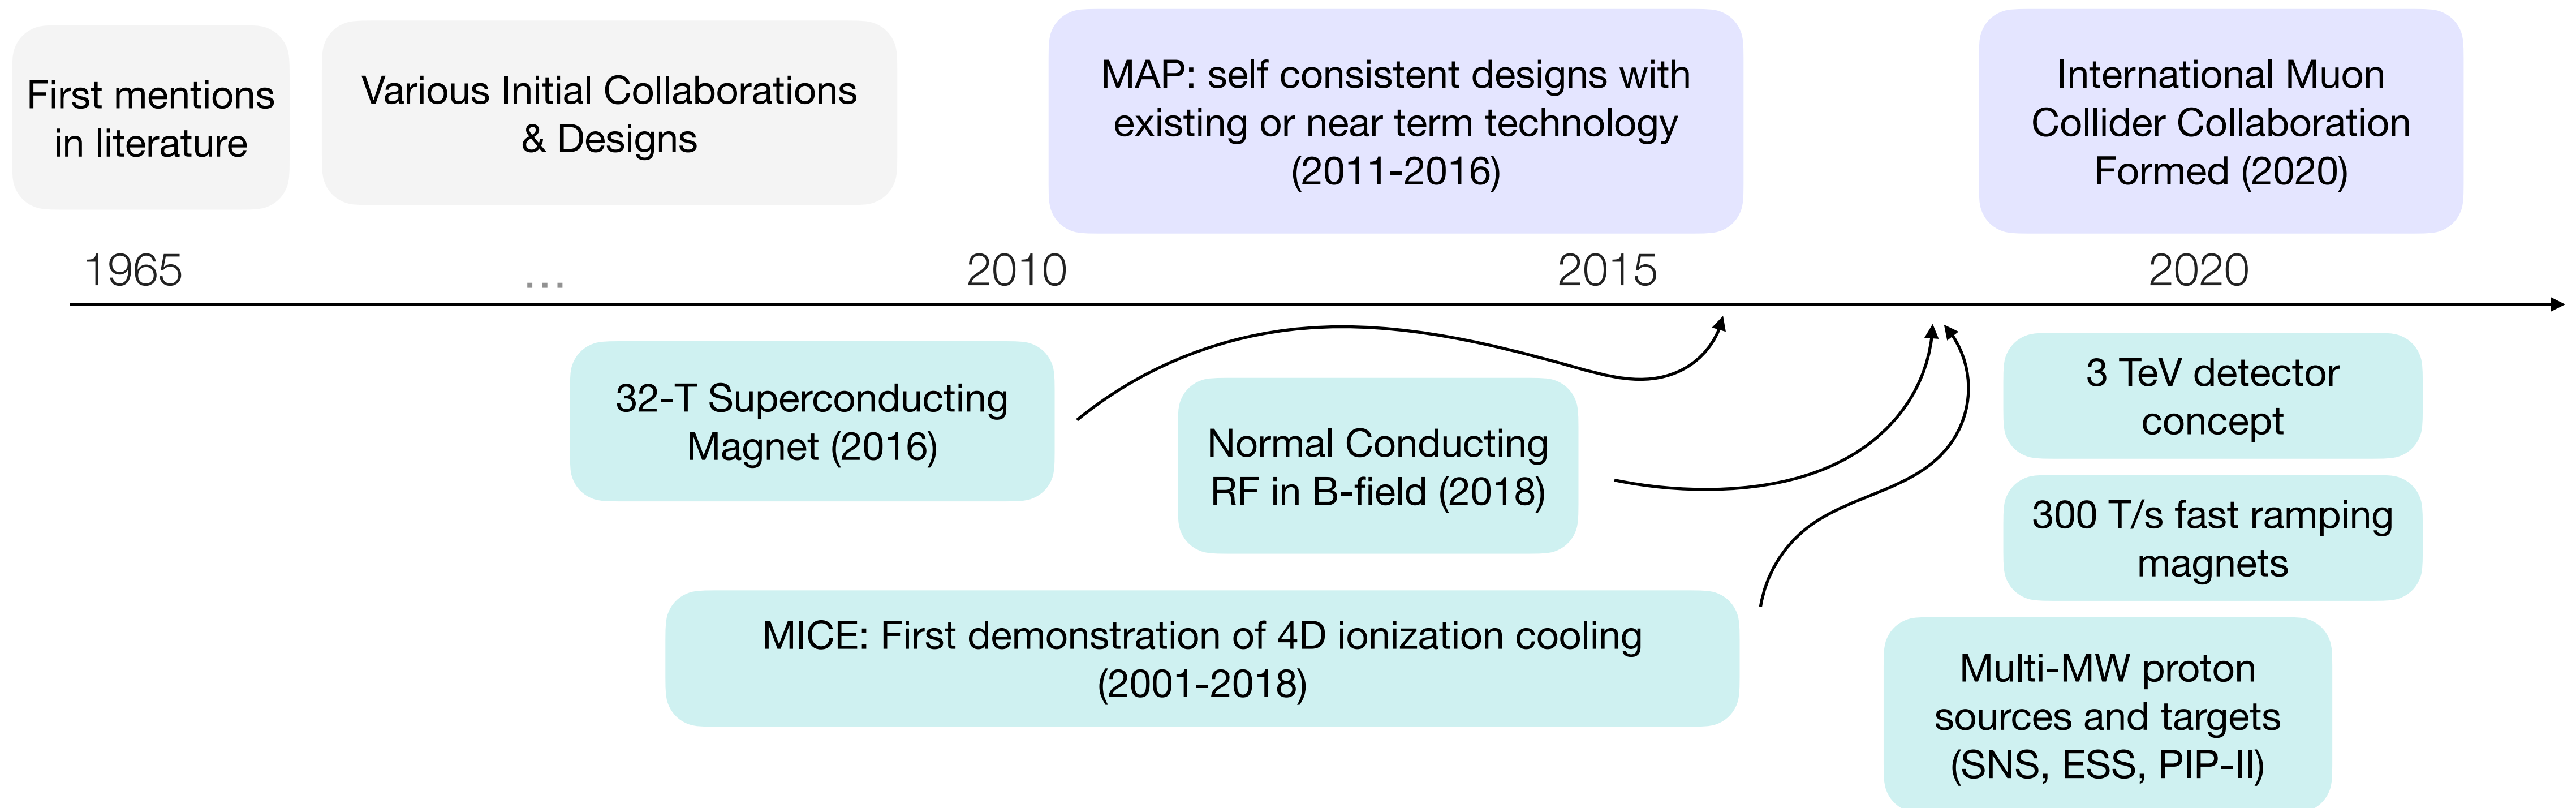 First mentions
in literature
Various Initial Collaborations
& Designs
MAP: self consistent designs with
existing or near term technology
(2011-2016)
International Muon
Collider Collaboration
Formed (2020)
1965
...
2010
2015
2020
32-T Superconducting
Magnet (2016)
Normal Conducting
RF in B-field (2018)
MICE: First demonstration of 4D ionization cooling
(2001-2018)
3 TeV detector
concept
300 T/s fast ramping
magnets
Multi-MW proton
sources and targets
(SNS, ESS, PIP-II)